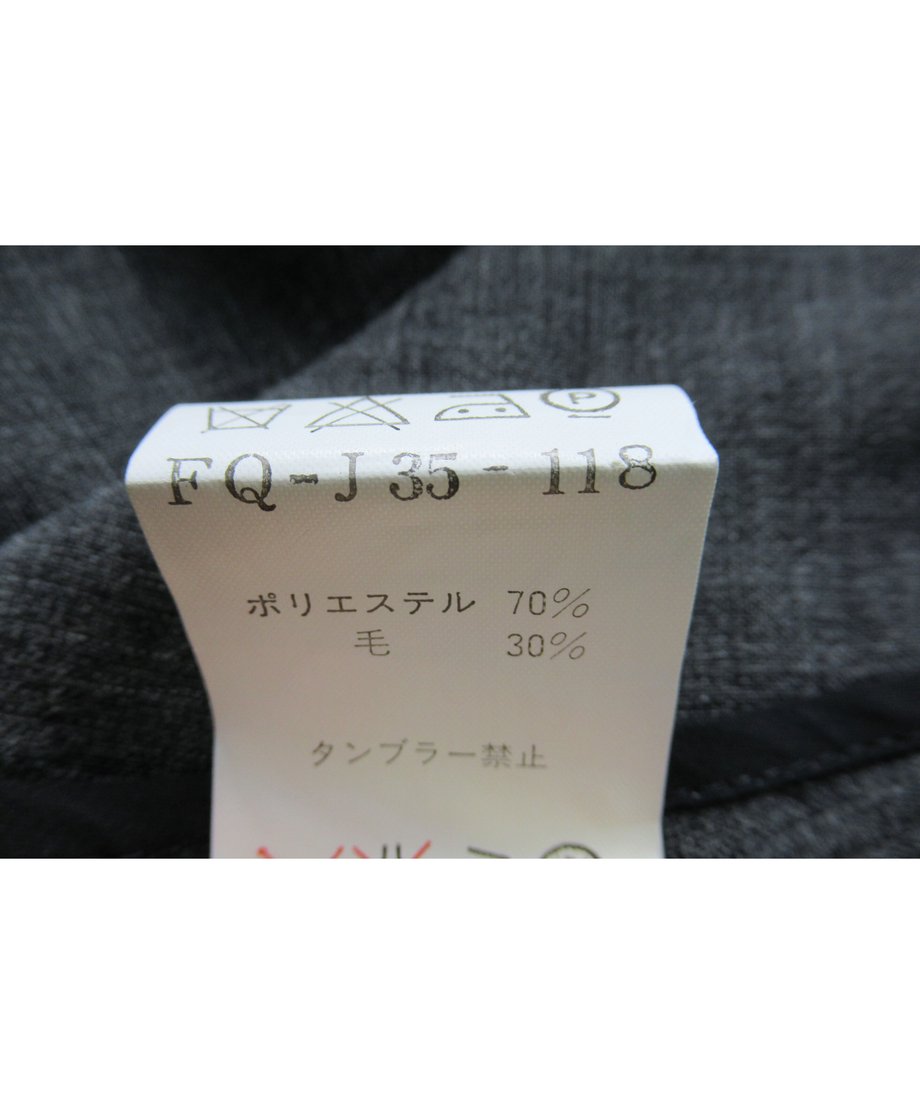 P
FQ-J35-118
ポリエステル 70%
毛 30%
タンブラー禁止